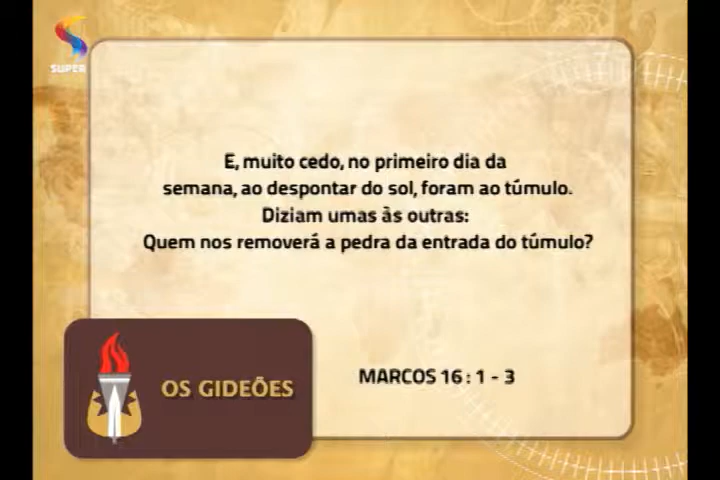 SUPER
E, muito cedo, no primeiro dia da
semana, ao despontar do sol, foram ao túmulo.
Diziam umas às outras:
Quem nos removerá a pedra da entrada do túmulo?
OS GIDEÕES
MARCOS 16 : 1 - 3